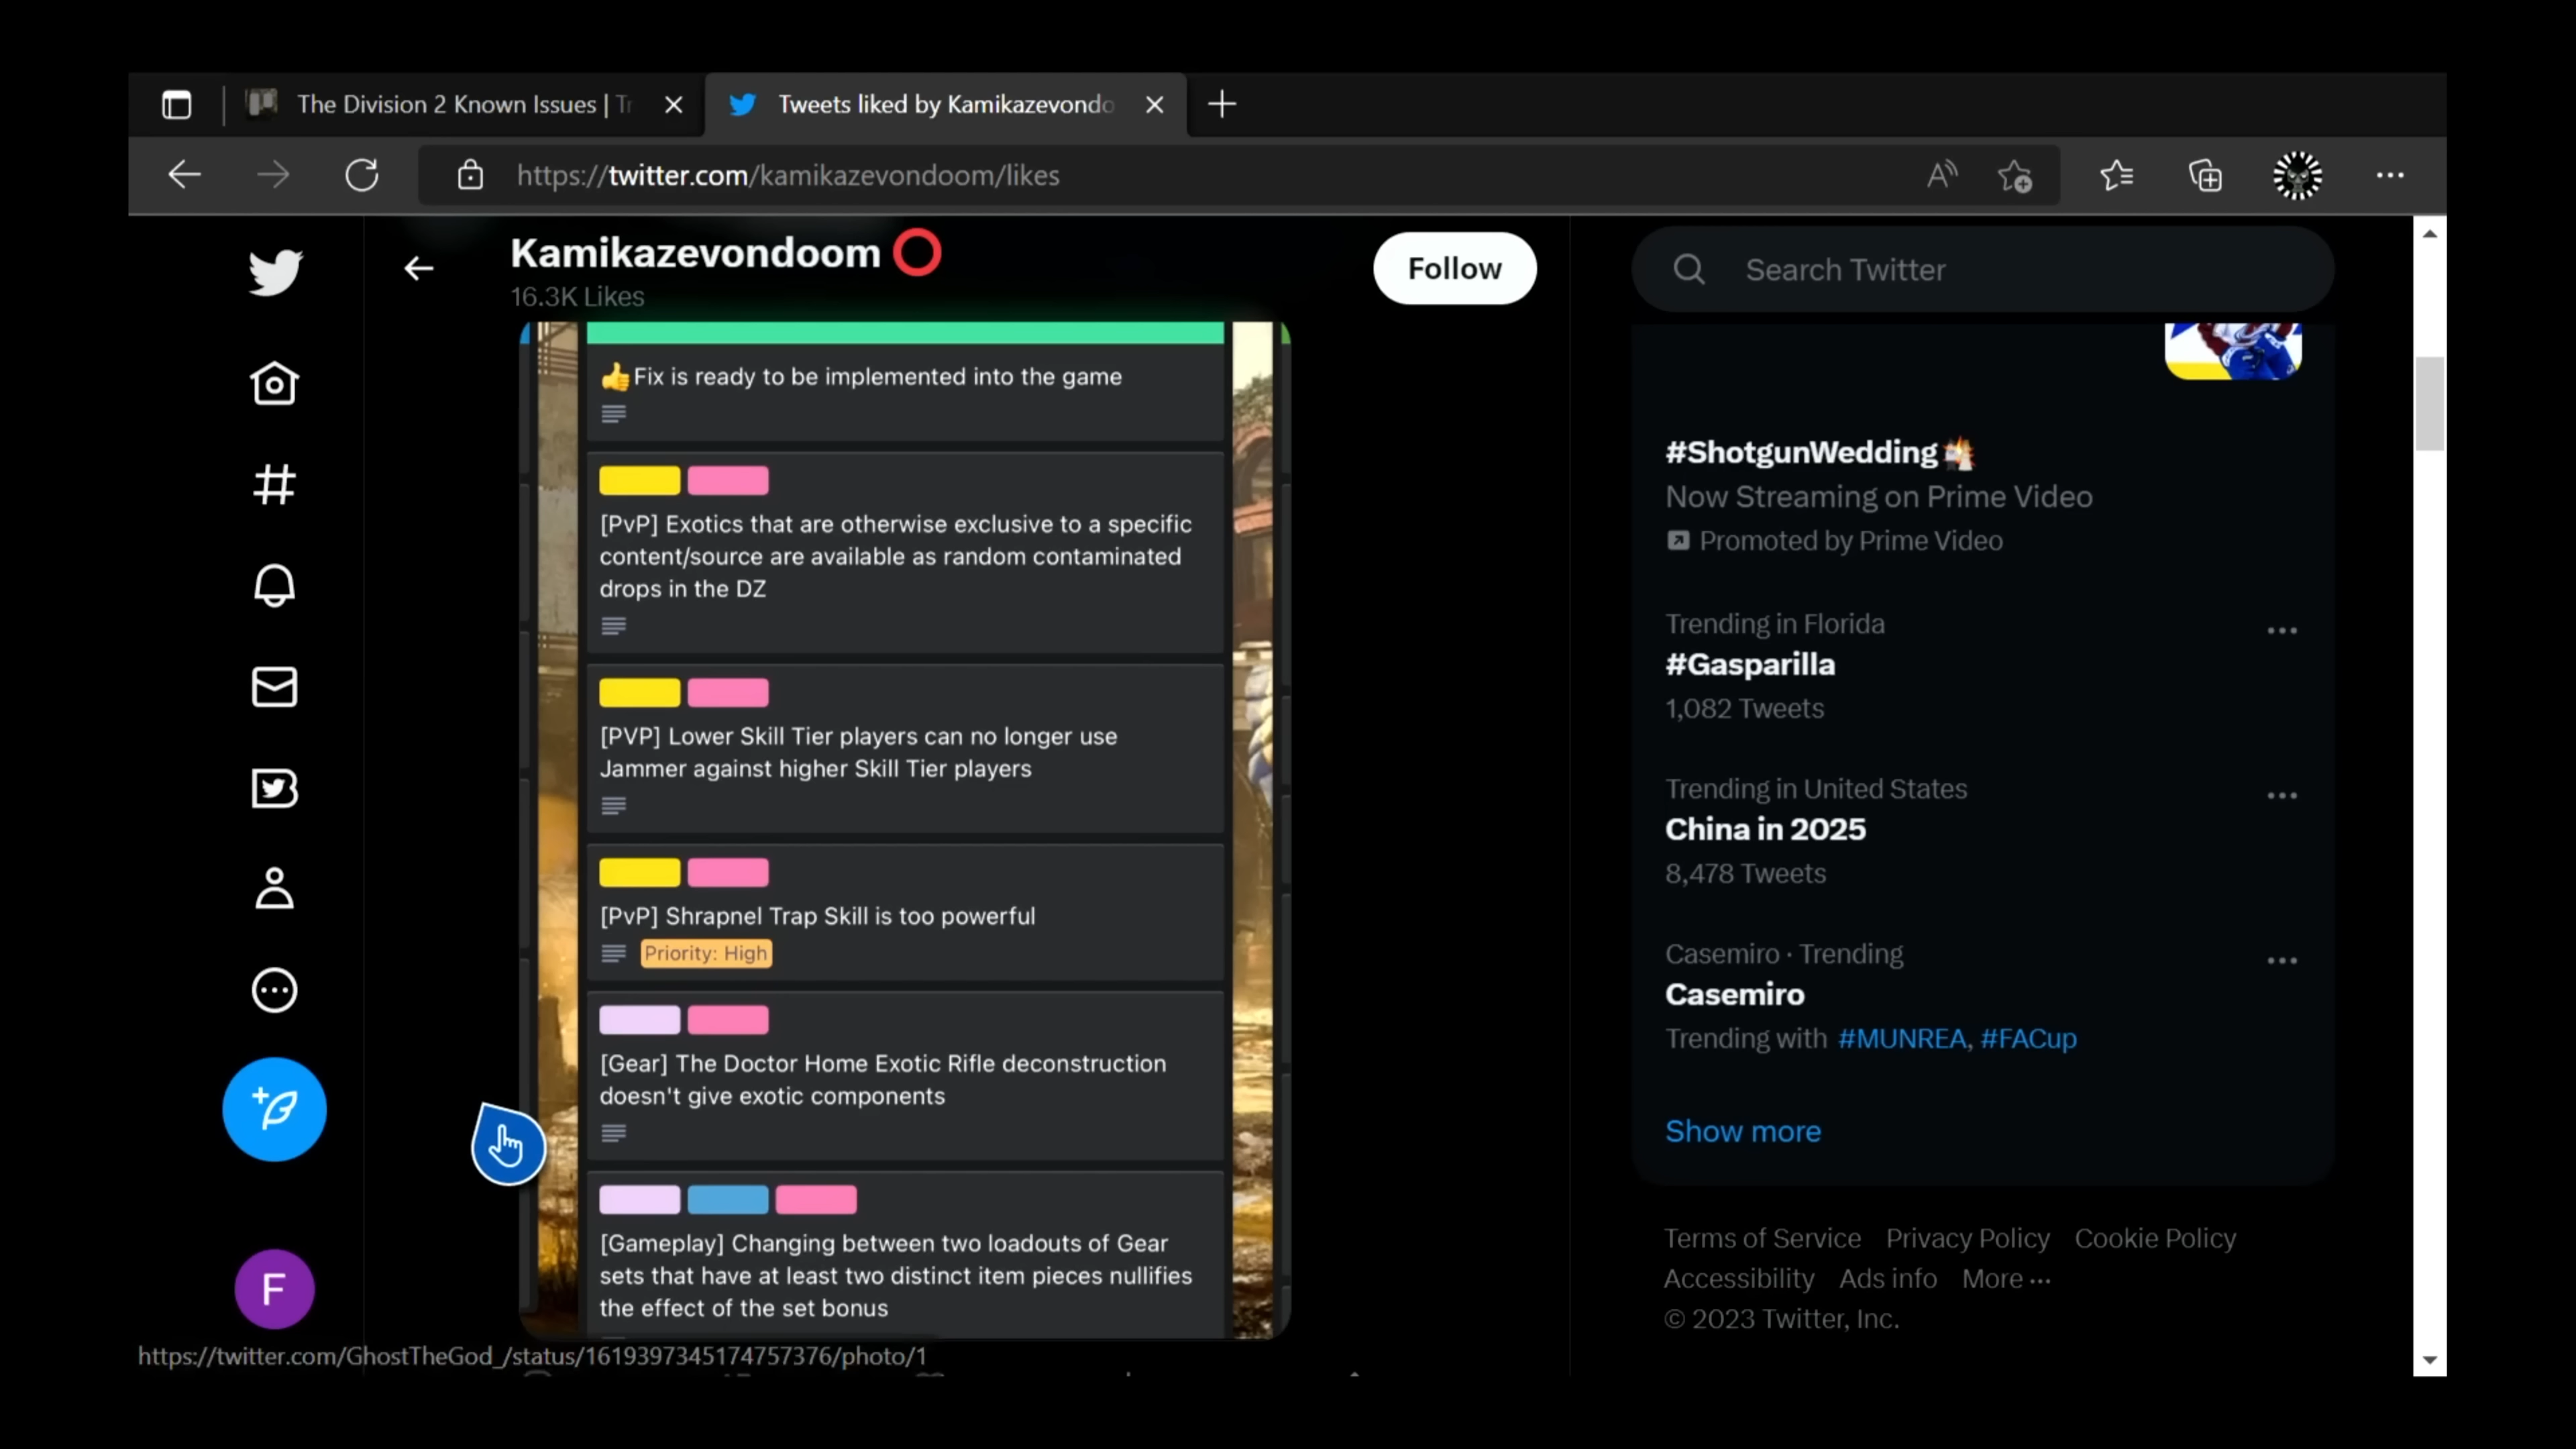 The Division 2 Known Issues | Tr
Tweets liked by Kamikazevondo
https://twitter.com/kamikazevondoom/likes
Kamikazevondoom
16.3K Likes
Follow
Search Twitter
👍Fix is ready to be implemented into the game
[PvP] Exotics that are otherwise exclusive to a specific
content/source are available as random contaminated
drops in the DZ
[PVP] Lower Skill Tier players can no longer use
Jammer against higher Skill Tier players
[PvP] Shrapnel Trap Skill is too powerful
Priority: High
[Gear] The Doctor Home Exotic Rifle deconstruction
doesn't give exotic components
[Gameplay] Changing between two loadouts of Gear
sets that have at least two distinct item pieces nullifies
the effect of the set bonus
#ShotgunWedding
Now Streaming on Prime Video
Promoted by Prime Video
Trending in Florida
#Gasparilla
1,082 Tweets
Trending in United States
China in 2025
8,478 Tweets
Casemiro · Trending
Casemiro
Trending with #MUNREA, #FACup
Show more
Terms of Service Privacy Policy Cookie Policy
Accessibility Ads info More ···
© 2023 Twitter, Inc.
F
https://twitter.com/GhostTheGod_/status/1619397345174757376/photo/1